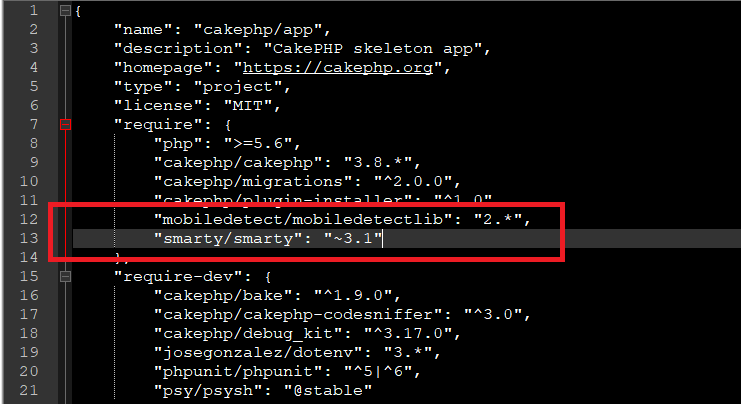 1 {
2 "name": "cakephp/app",
3 "description": "CakePHP skeleton app",
4 "homepage": "https://cakephp.org",
5 "type": "project",
6 "license": "MIT",
7 "require": {
8 "php": ">=5.6",
9 "cakephp/cakephp": "3.8.*",
10 "cakephp/migrations": "^2.0.0",
11 "cakephp/plugin-installer": "^1.0",
12 "mobiledetect/mobiledetectlib": "2.*",
13 "smarty/smarty": "~3.1"
14 },
15 "require-dev": {
16 "cakephp/bake": "^1.9.0",
17 "cakephp/cakephp-codesniffer": "^3.0",
18 "cakephp/debug_kit": "^3.17.0",
19 "josegonzalez/dotenv": "3.*",
20 "phpunit/phpunit": "^5|^6",
21 "psy/psysh": "@stable"